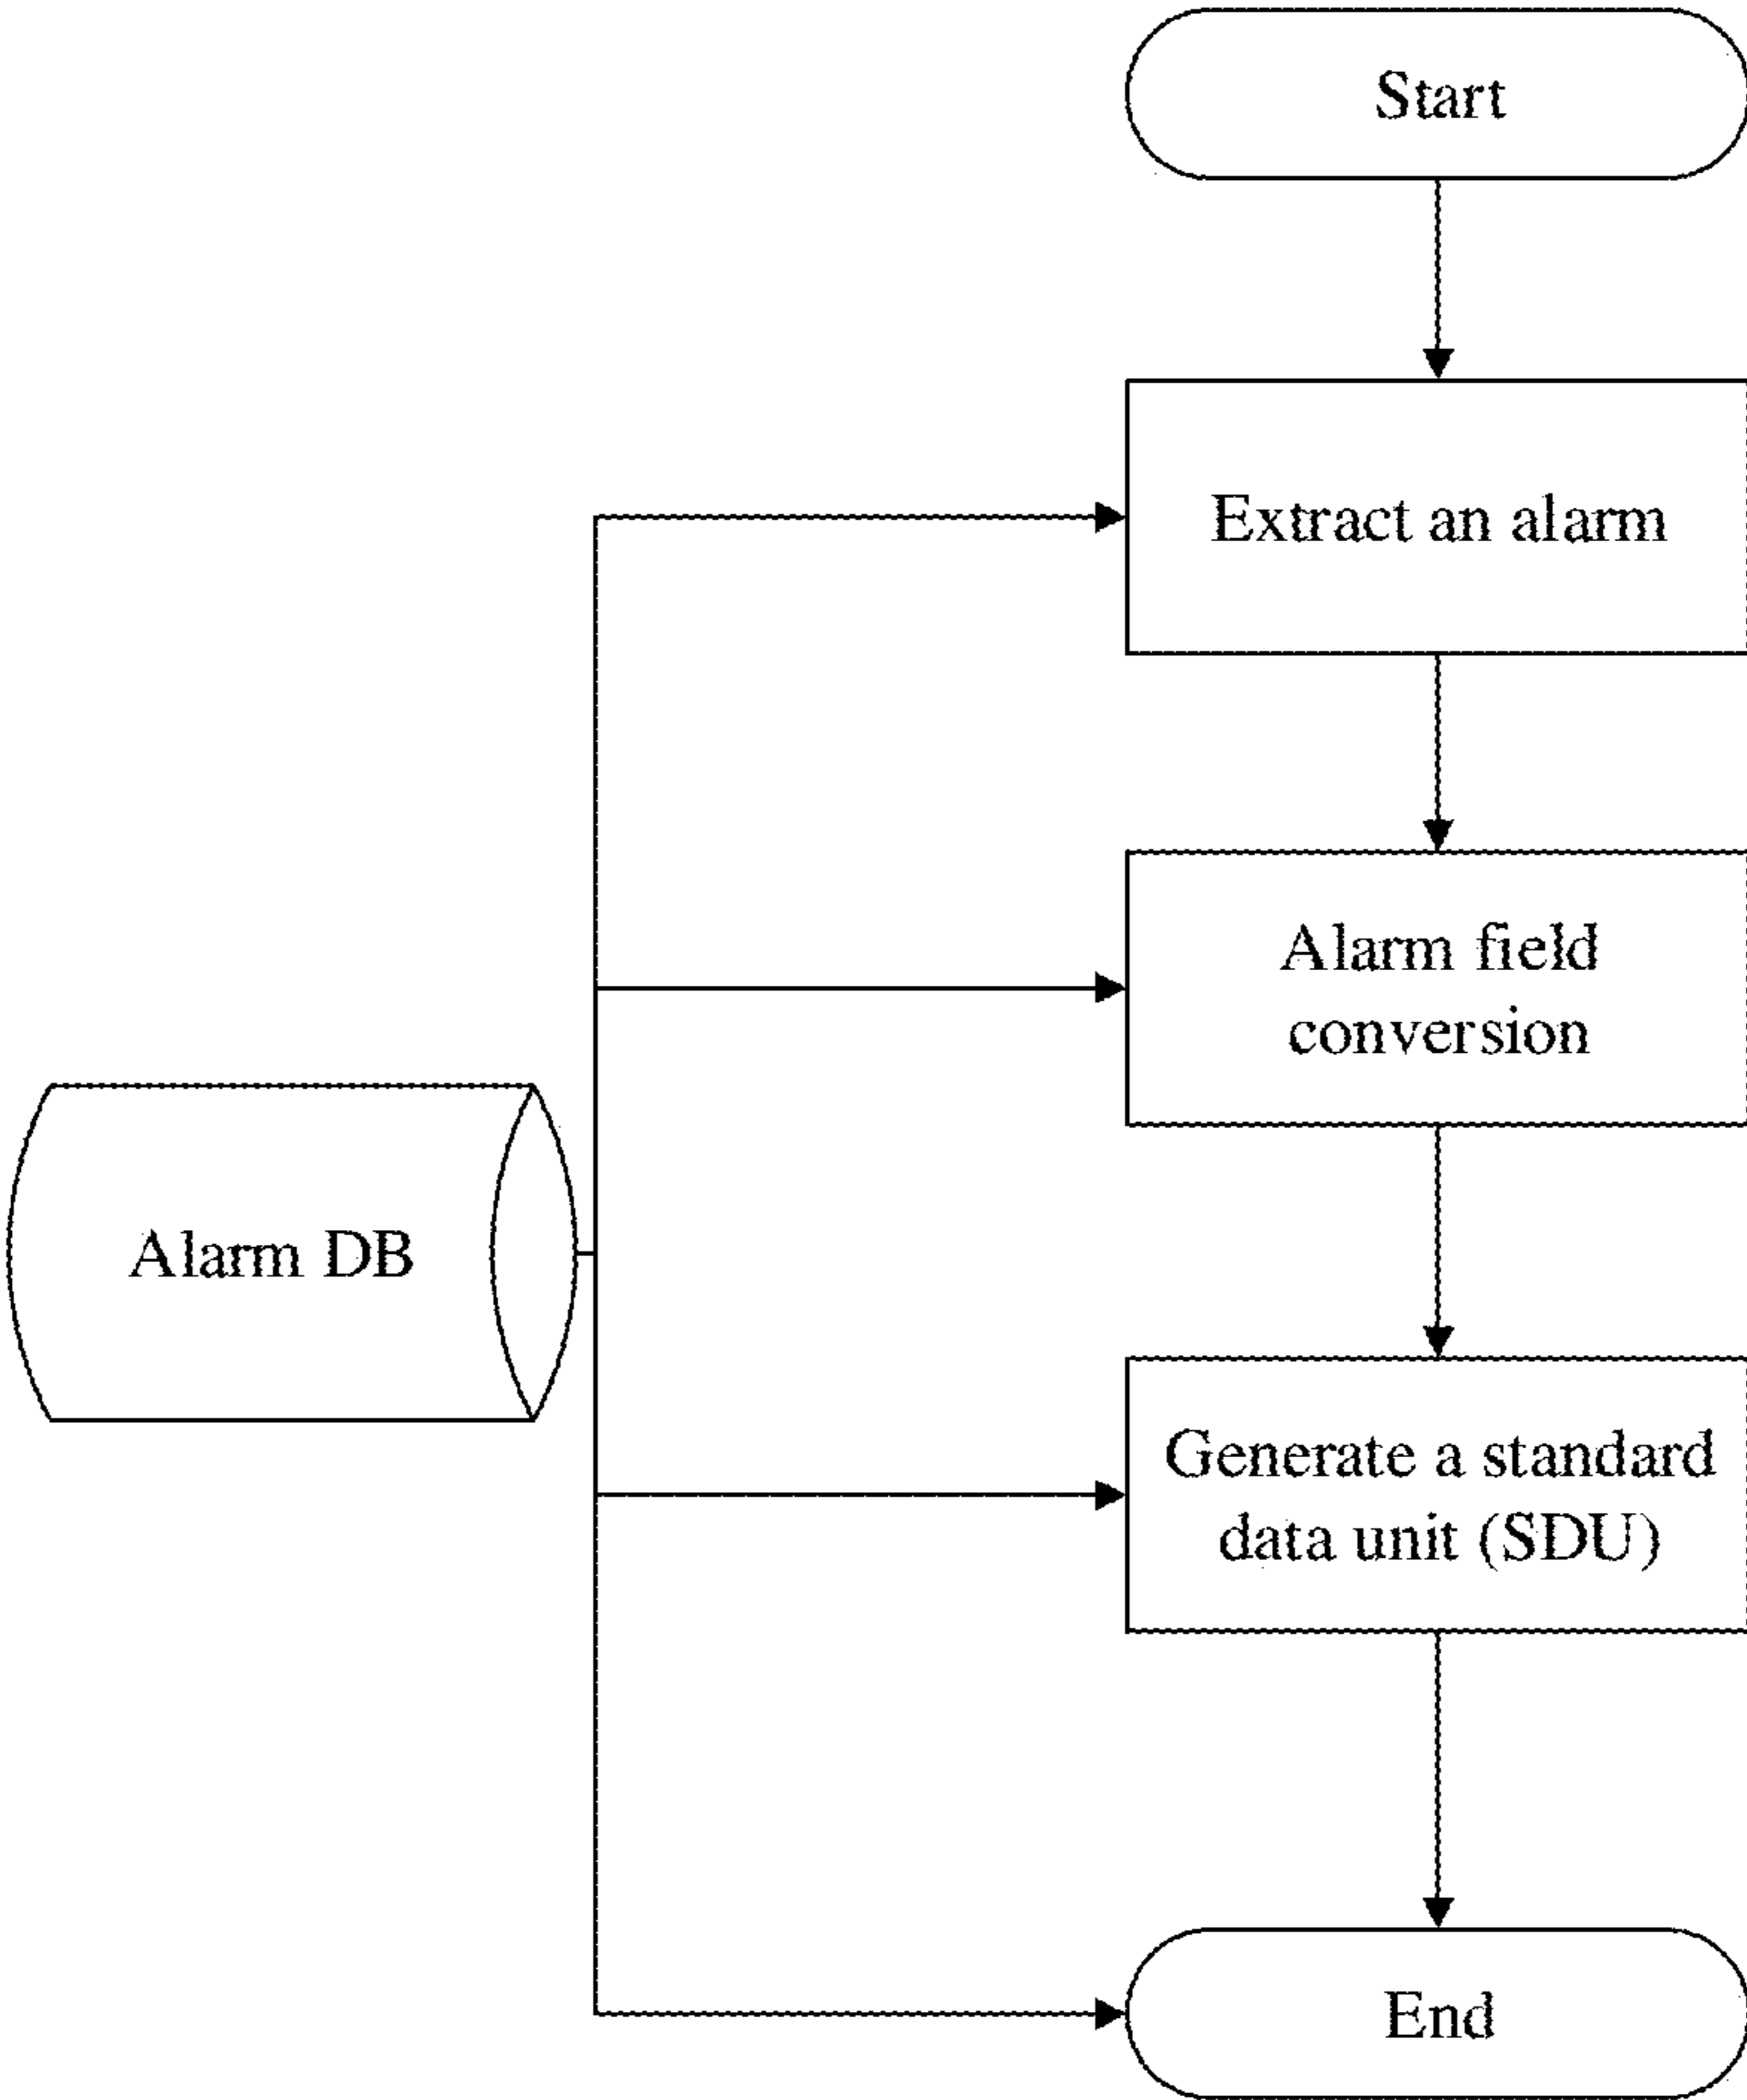 Start
Extract an alarm
Alarm field
conversion
Alarm DB
Generate a standard
data unit (SDU)
End